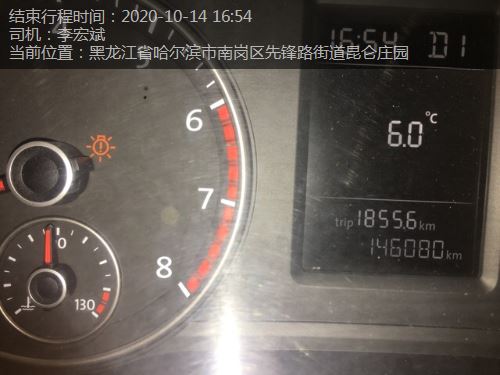 结束行程时间：2020-10-14 16:54
司机：李宏斌
当前位置：黑龙江省哈尔滨市南岗区先锋路街道昆仑庄园
16:54 D1
6
6.0℃
7
trip 1855.6 km
146080 km
8
130